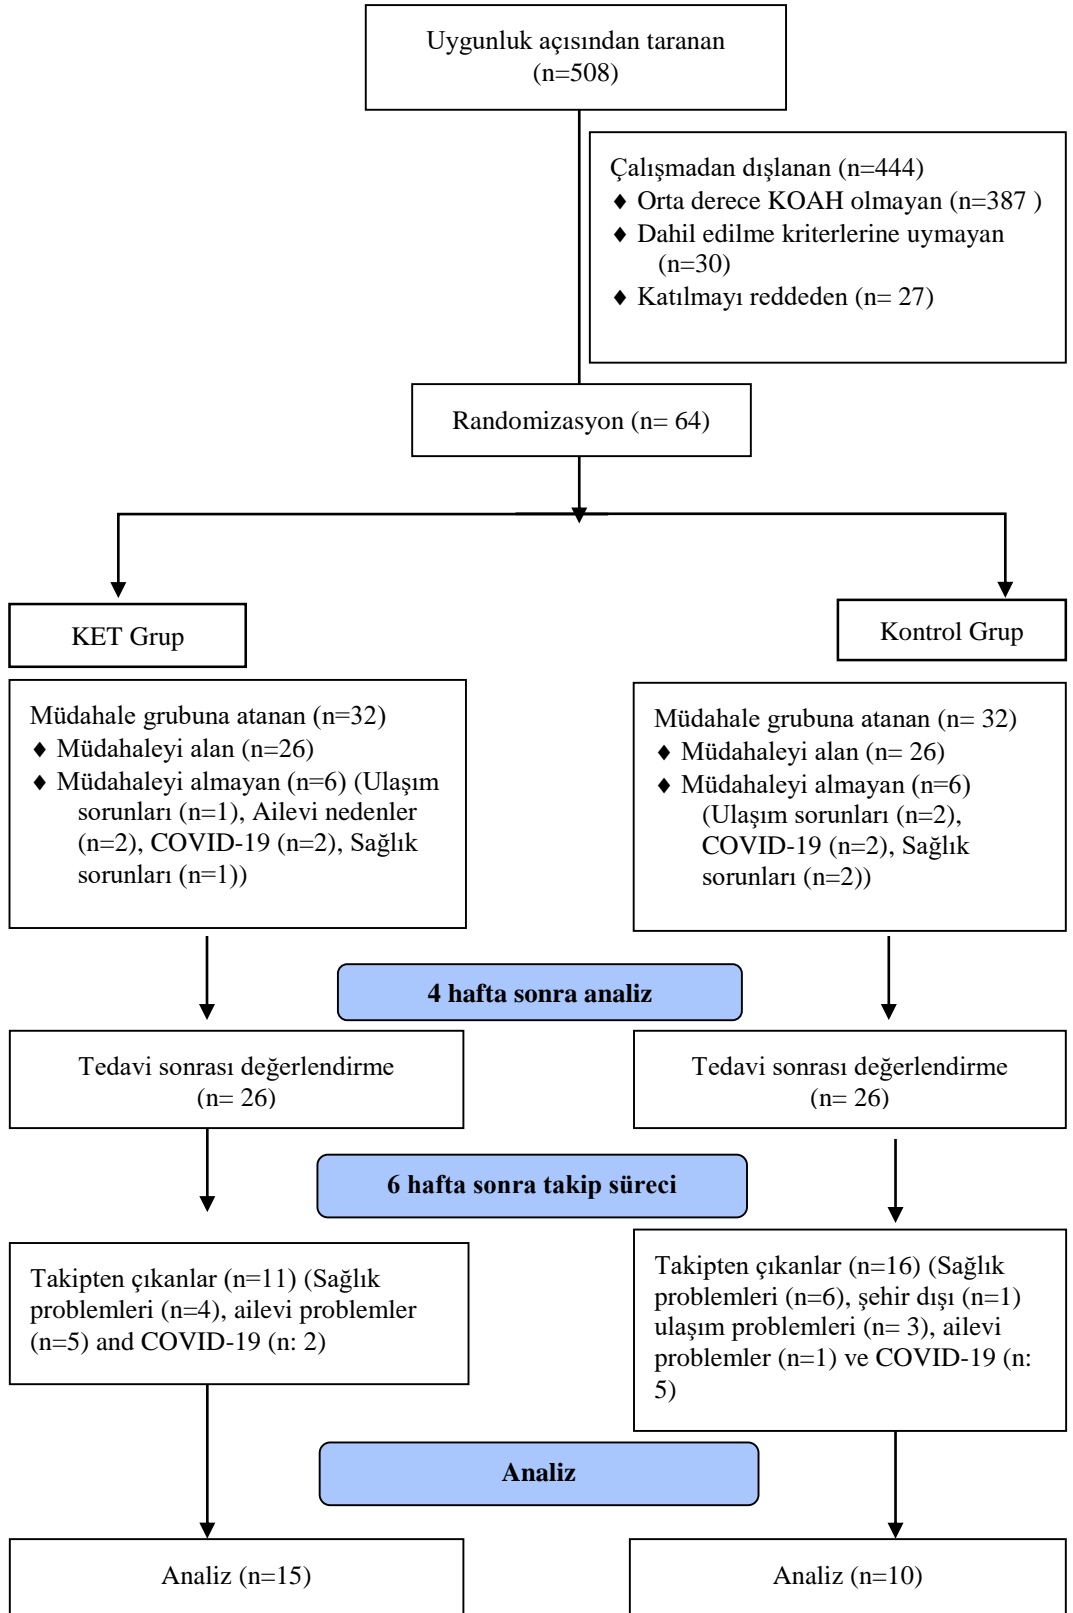 Uygunluk açısından taranan
(n=508)
Çalışmadan dışlanan (n=444)
♦ Orta derece KOAH olmayan (n=387 )
♦ Dahil edilme kriterlerine uymayan
(n=30)
♦ Katılmayı reddeden (n= 27)
Randomizasyon (n= 64)
KET Grup
Müdahale grubuna atanan (n=32)
♦ Müdahaleyi alan (n=26)
♦ Müdahaleyi almayan (n=6) (Ulaşım
sorunları (n=1), Ailevi nedenler
(n=2), COVID-19 (n=2), Sağlık
sorunları (n=1))
Kontrol Grup
Müdahale grubuna atanan (n= 32)
♦ Müdahaleyi alan (n= 26)
♦ Müdahaleyi almayan (n=6)
(Ulaşım sorunları (n=2),
COVID-19 (n=2), Sağlık
sorunları (n=2))
4 hafta sonra analiz
Tedavi sonrası değerlendirme
(n= 26)
Tedavi sonrası değerlendirme
(n= 26)
6 hafta sonra takip süreci
Takipten çıkanlar (n=11) (Sağlık
problemleri (n=4), ailevi problemler
(n=5) and COVID-19 (n: 2)
Takipten çıkanlar (n=16) (Sağlık
problemleri (n=6), şehir dışı (n=1)
ulaşım problemleri (n= 3), ailevi
problemler (n=1) ve COVID-19 (n:
5)
Analiz
Analiz (n=15)
Analiz (n=10)